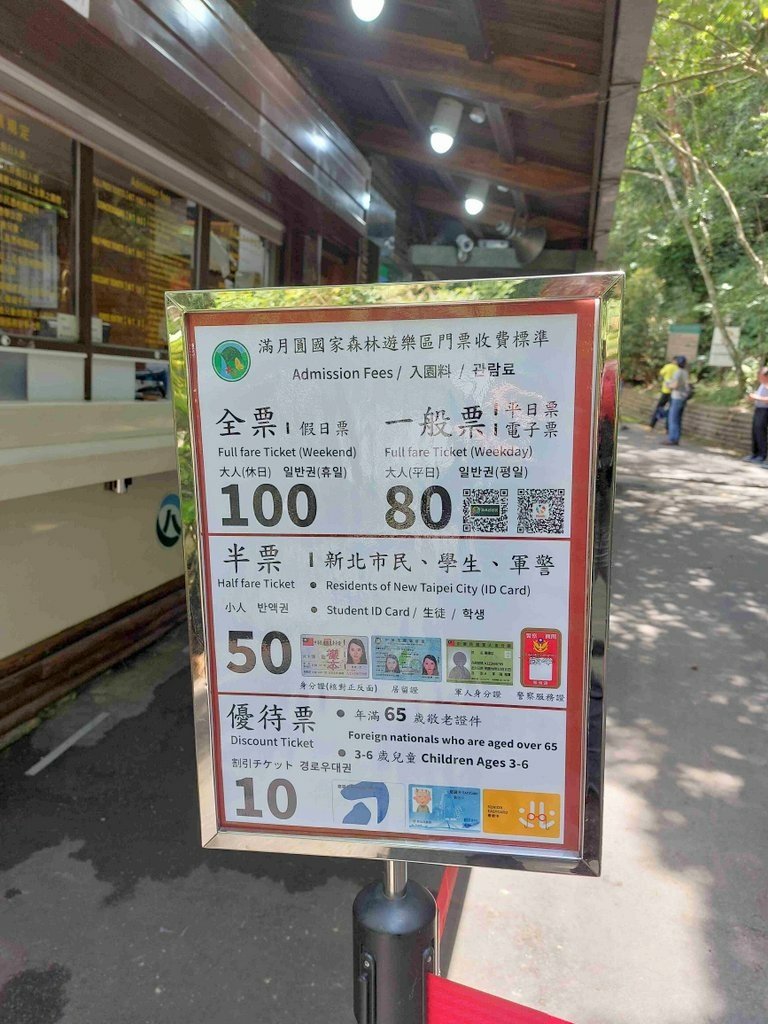 滿月圓國家森林遊樂區門票收費標準
Admission Fees / 入園料 / 관람료
全票 | 假日票
Full fare Ticket (Weekend)
大人(休日) 일반권(휴일)
100
一般票 | 平日票
| 電子票
Full fare Ticket (Weekday)
大人(平日) 일반권(평일)
80
半票 | 新北市民、學生、軍警
Half fare Ticket
• Residents of New Taipei City (ID Card)
小人 반액권
• Student ID Card / 生徒 / 학생
50
身分證(核對正反面) 居留證 軍人身分證 警察服務證
優待票
• 年滿 65 歲敬老證件
Discount Ticket
Foreign nationals who are aged over 65
• 3-6 歲兒童 Children Ages 3-6
割引チケット 경로우대권
10